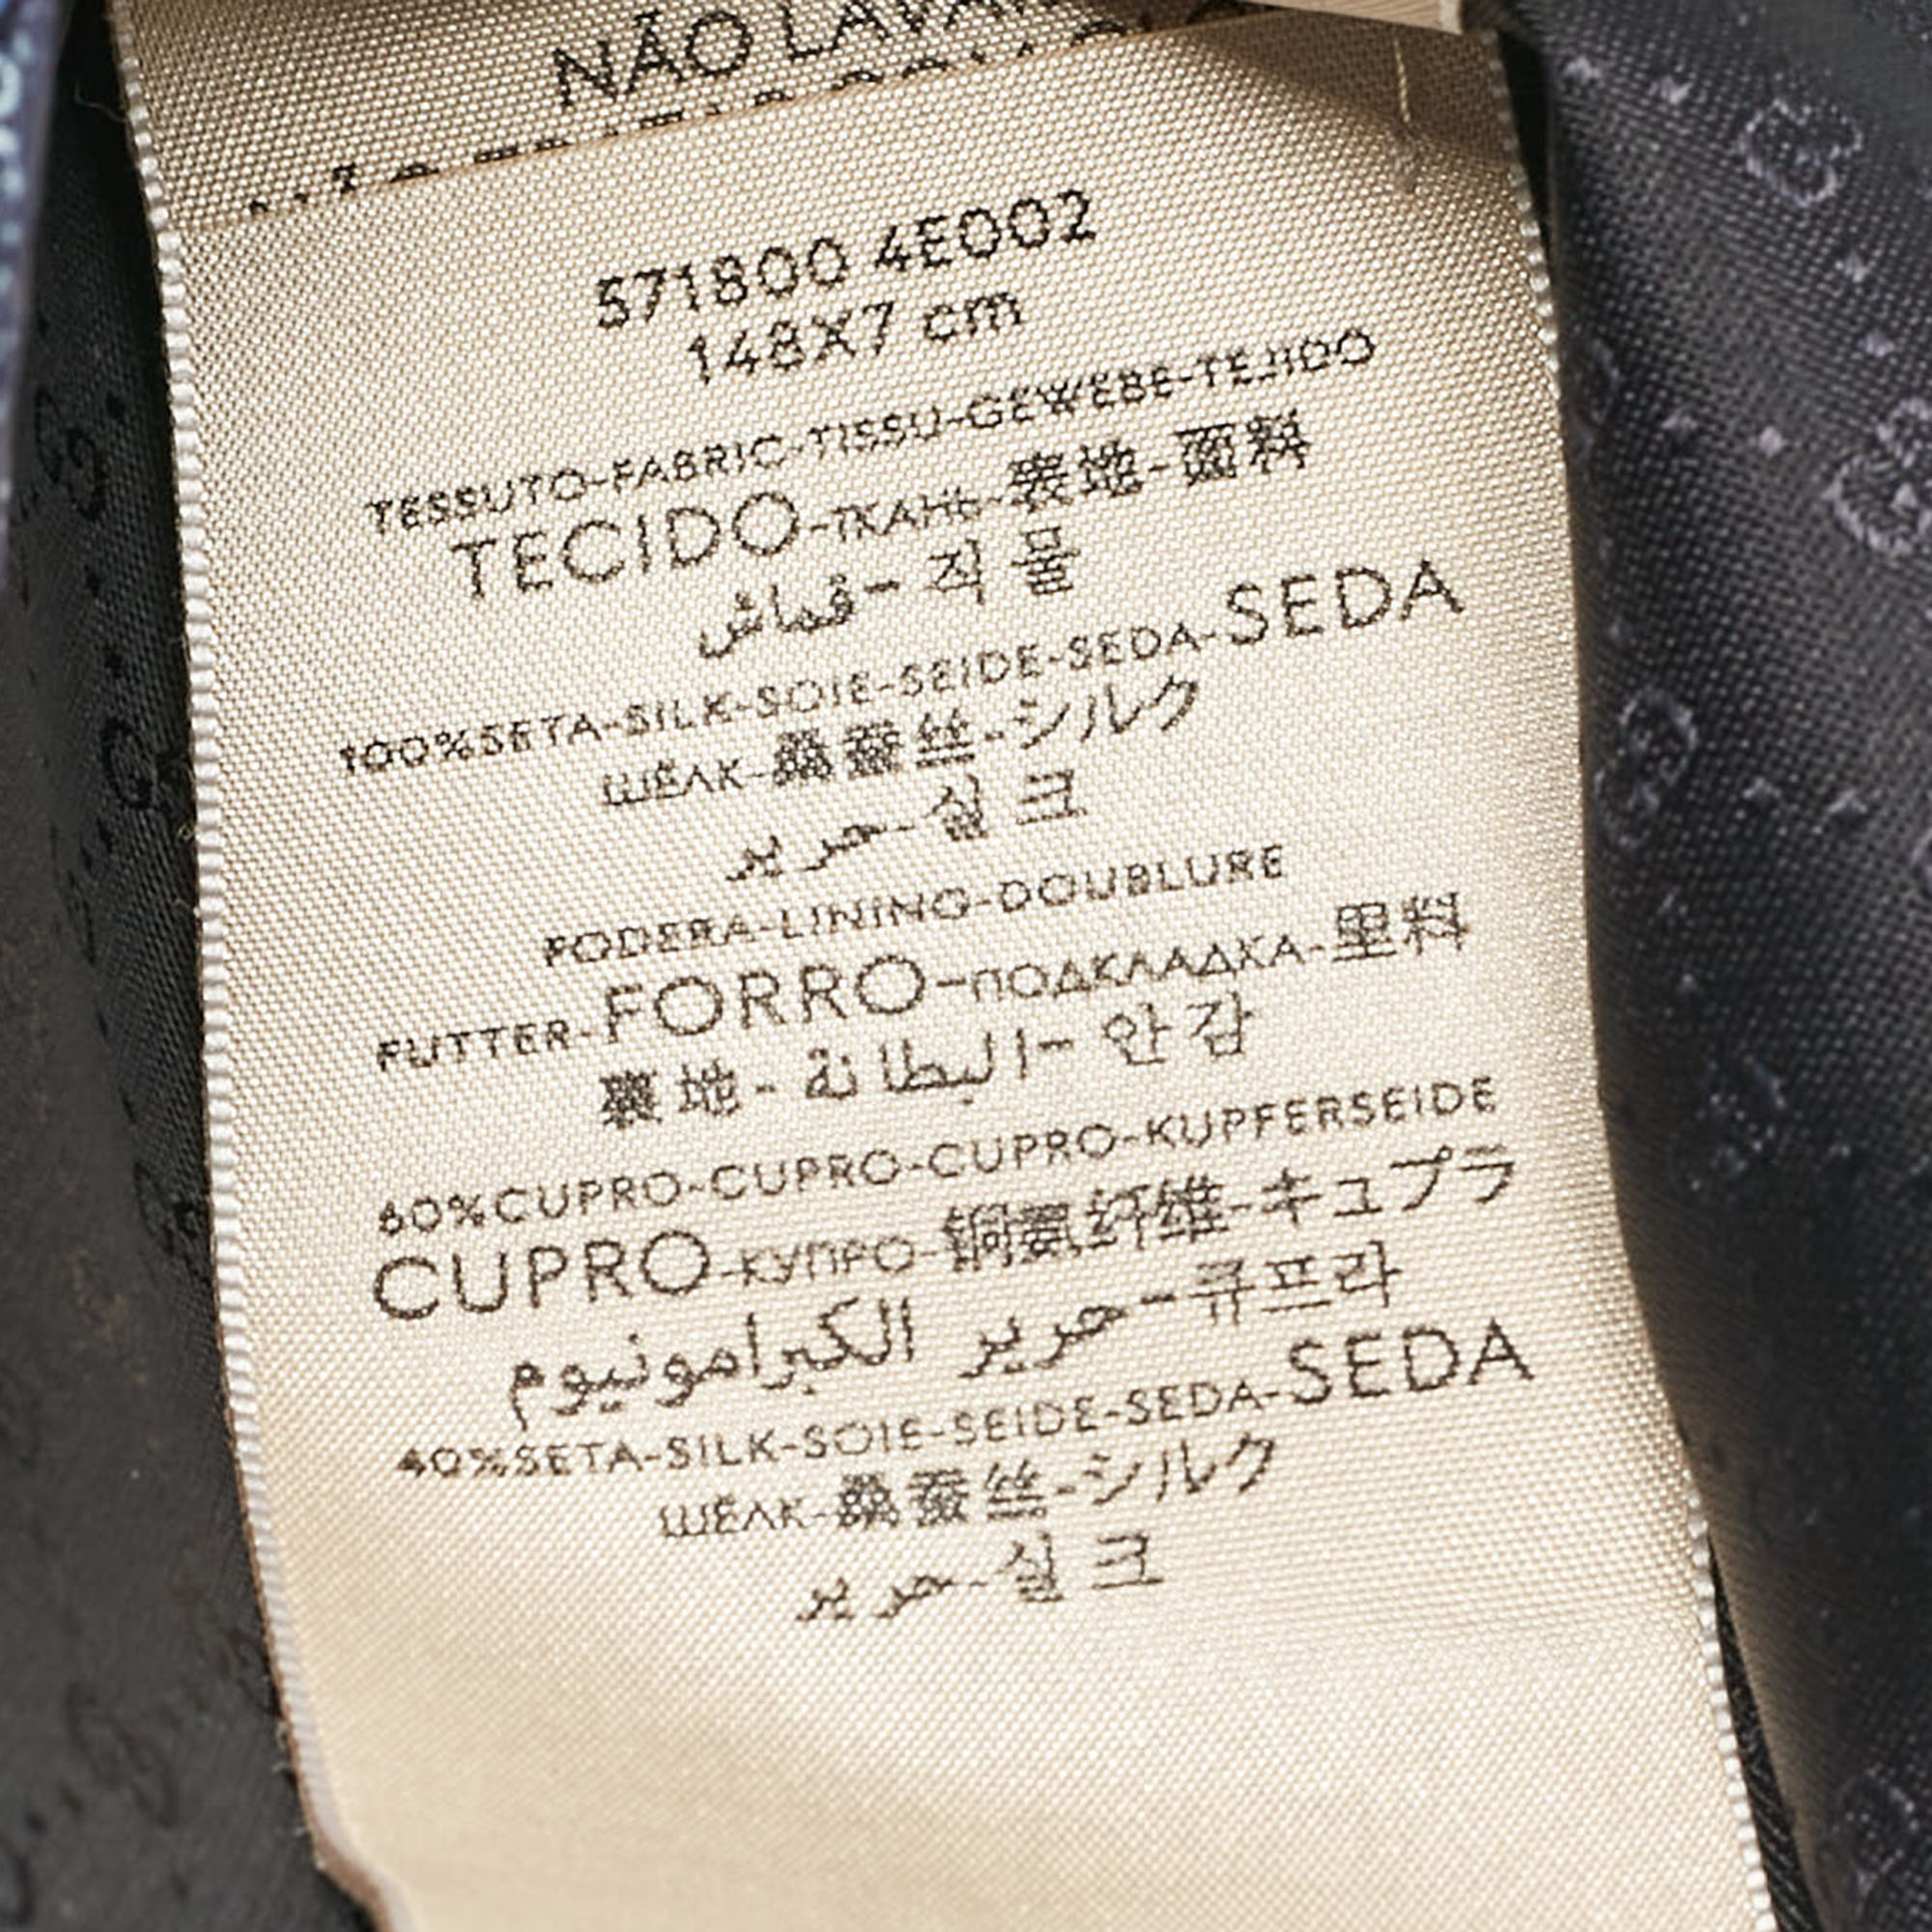 NÃO LAVAR
571800 4E002
148X7 cm
TESSUTO-FABRIC-TISSU-GEWEBE-TEJIDO
TECIDO-ТКАНЬ-表地-面料
قماش-직물
100%SETA-SILK-SOIE-SEIDE-SEDA-SEDA
ШЁЛК-桑蚕丝-シルク
حرير-실크
FODERA-LINING-DOUBLURE
FUTTER-FORRO-ПОДКЛАДКА-里料
裏地-البطانة-안감
60%CUPRO-CUPRO-CUPRO-KUPFERSEIDE
CUPRO-КУПРО-铜氨纤维-キュプラ
حرير الكبرامونيوم-큐프라
40%SETA-SILK-SOIE-SEIDE-SEDA-SEDA
ШЁЛК-桑蚕丝-シルク
حرير-실크